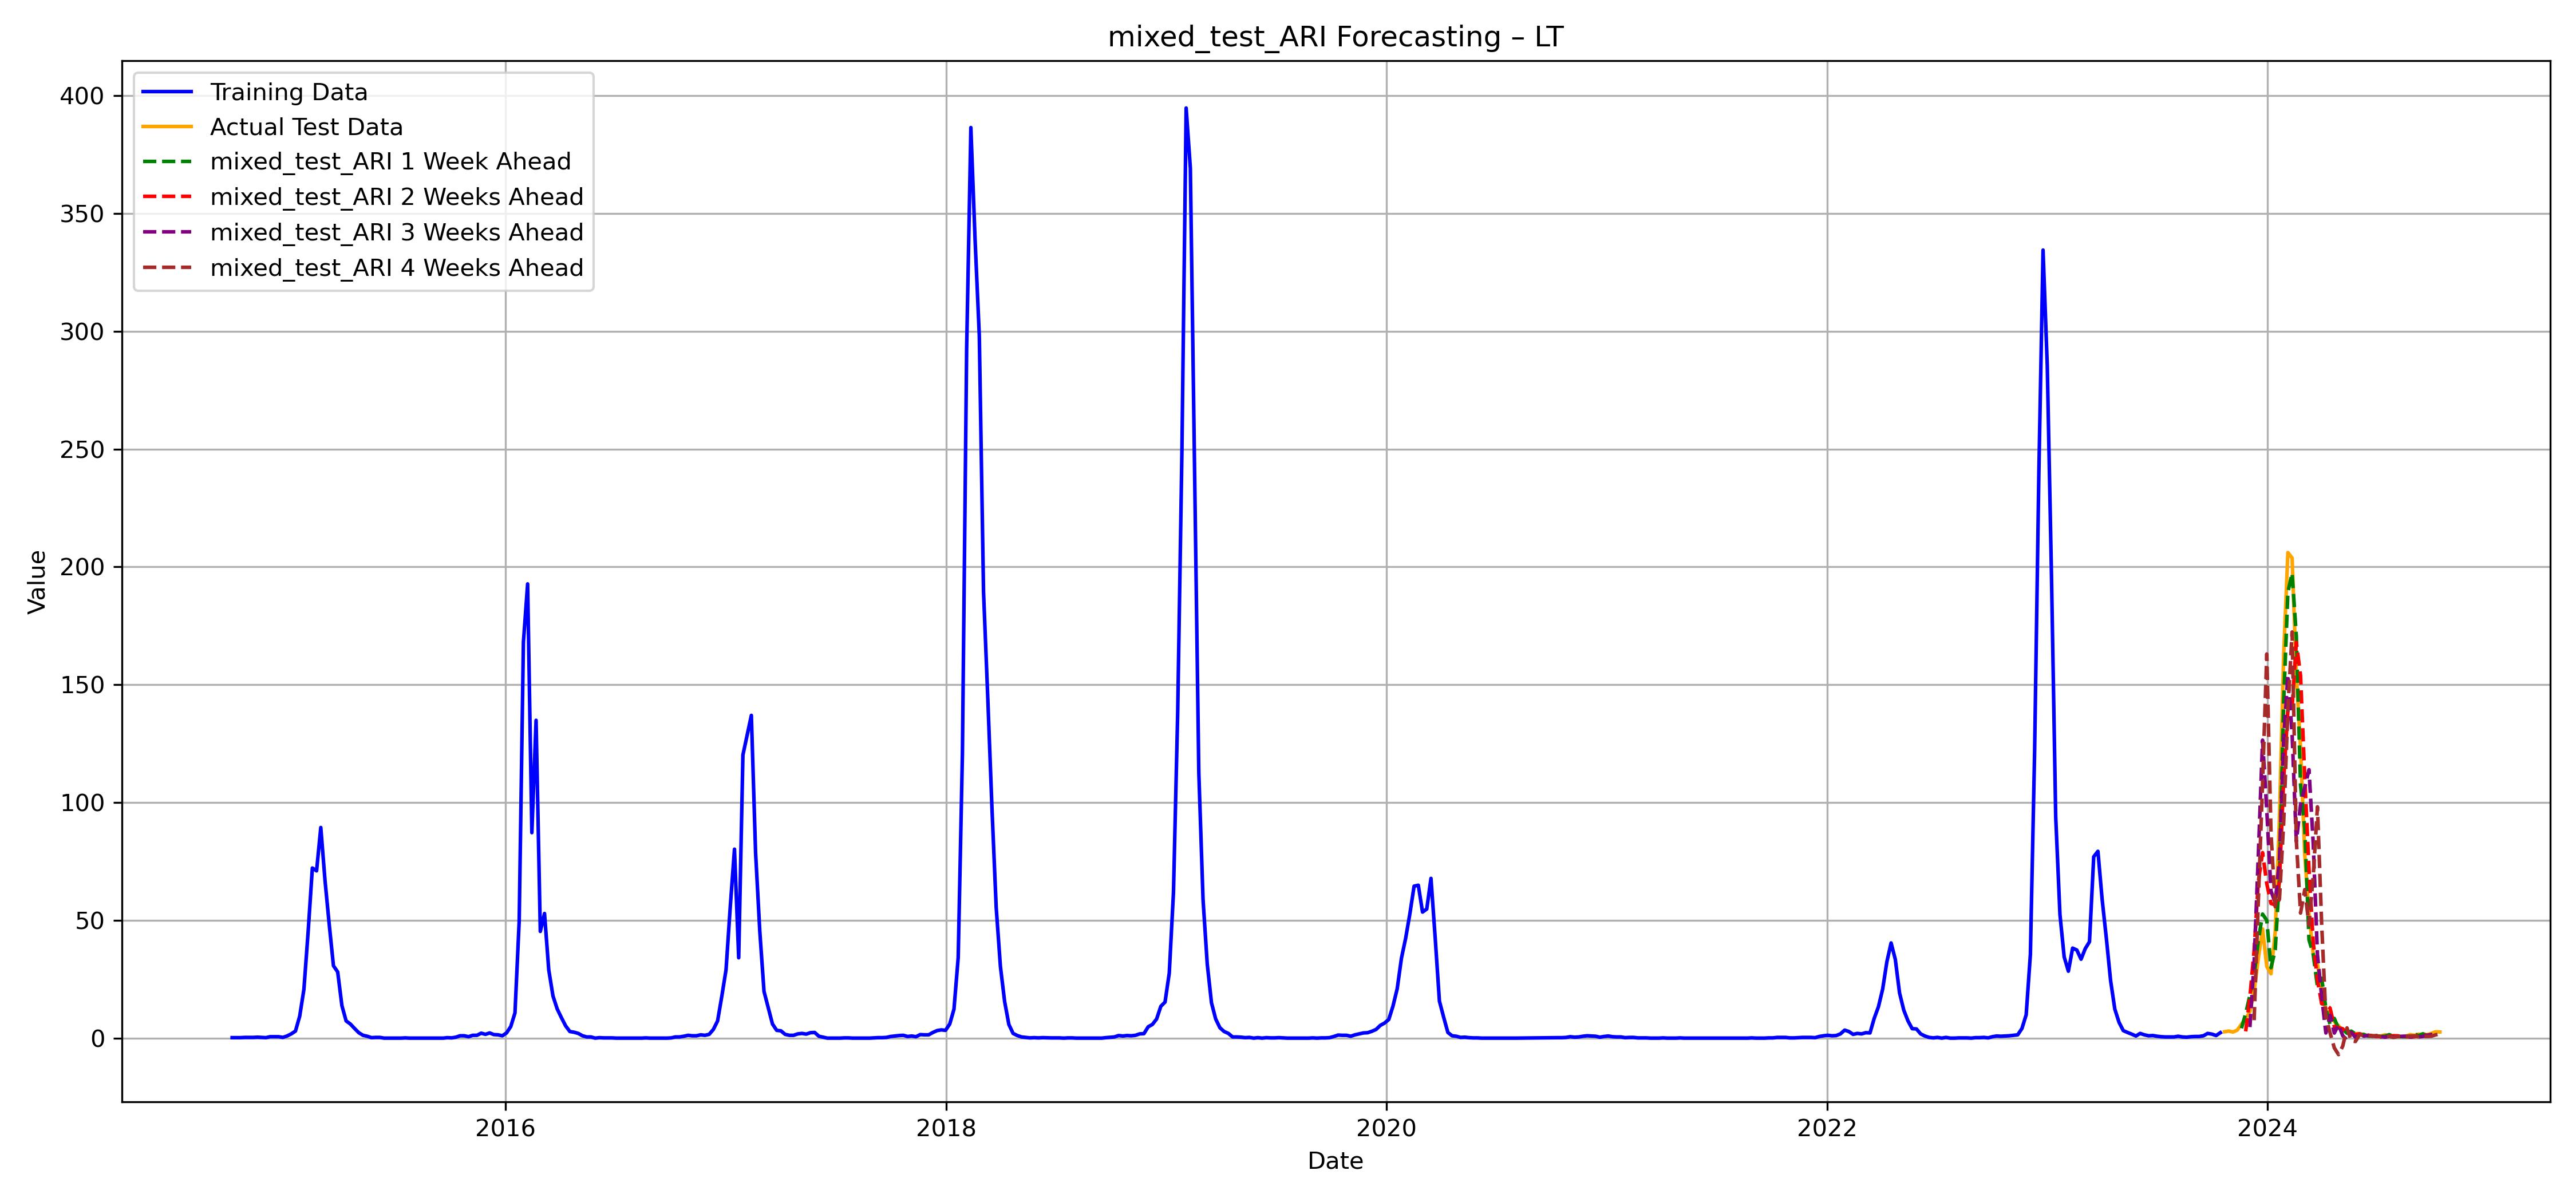 mixed_test_ARI Forecasting – LT
Training Data
Actual Test Data
mixed_test_ARI 1 Week Ahead
mixed_test_ARI 2 Weeks Ahead
mixed_test_ARI 3 Weeks Ahead
mixed_test_ARI 4 Weeks Ahead
400
350
300
250
200
150
100
50
0
Value
2016
2018
2020
2022
2024
Date